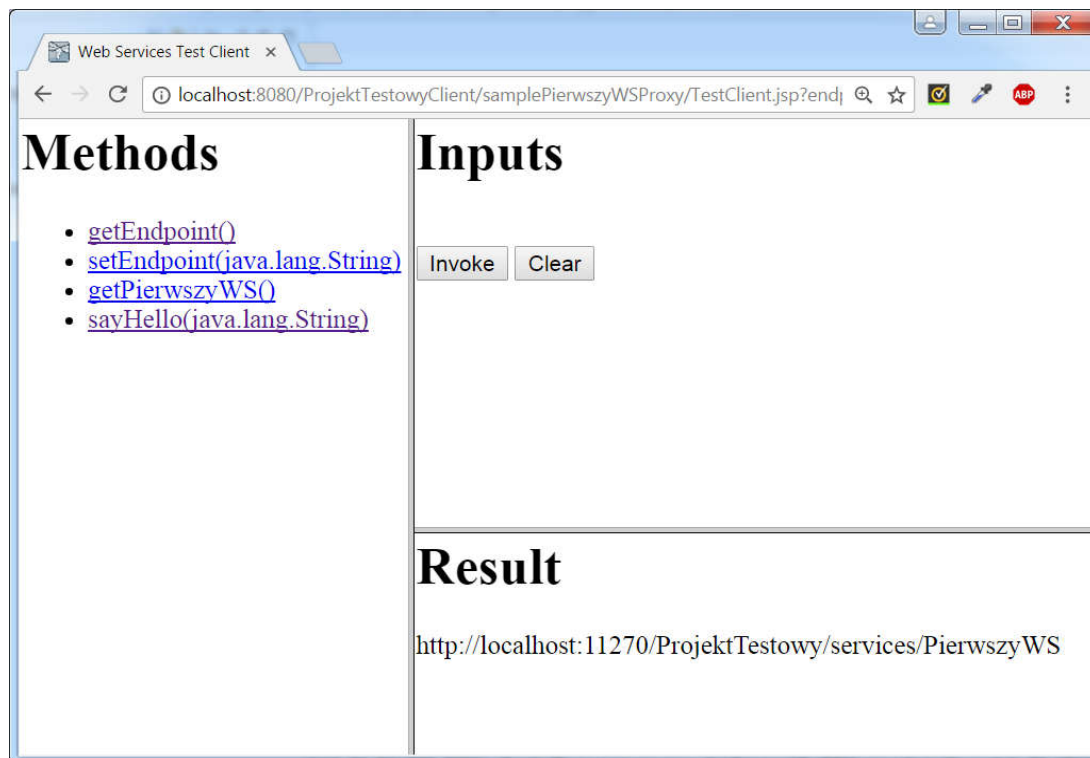 Web Services Test Client
localhost:8080/ProjektTestowyClient/samplePierwszyWSProxy/TestClient.jsp?endp
ABP
Methods
getEndpoint()
setEndpoint(java.lang.String)
getPierwszyWS()
sayHello(java.lang.String)
Inputs
Invoke Clear
Result
http://localhost:11270/ProjektTestowy/services/PierwszyWS